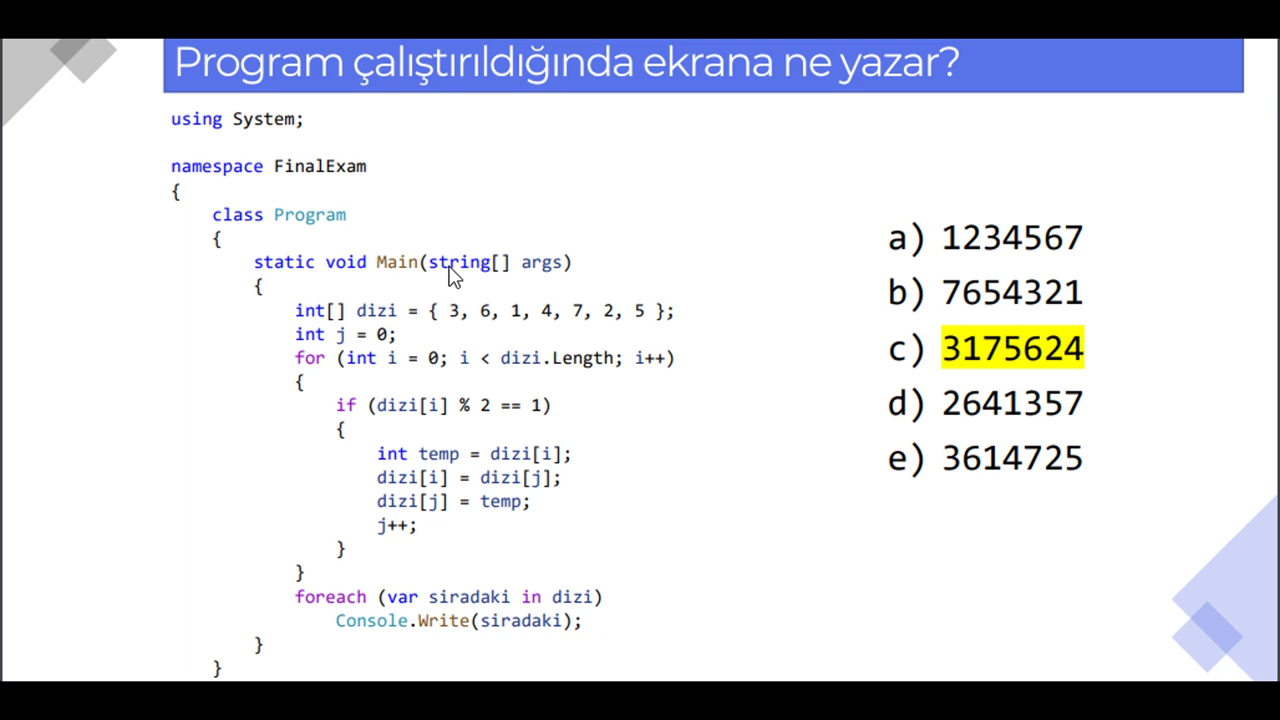 Program çalıştırıldığında ekrana ne yazar?
using System;
namespace FinalExam
{
class Program
{
static void Main(string[] args)
{
int[] dizi = { 3, 6, 1, 4, 7, 2, 5 };
int j = 0;
for (int i = 0; i < dizi.Length; i++)
{
if (dizi[i] % 2 == 1)
{
int temp = dizi[i];
dizi[i] = dizi[j];
dizi[j] = temp;
j++;
}
}
foreach (var siradaki in dizi)
Console.Write(siradaki);
}
}
a) 1234567
b) 7654321
c) 3175624
d) 2641357
e) 3614725